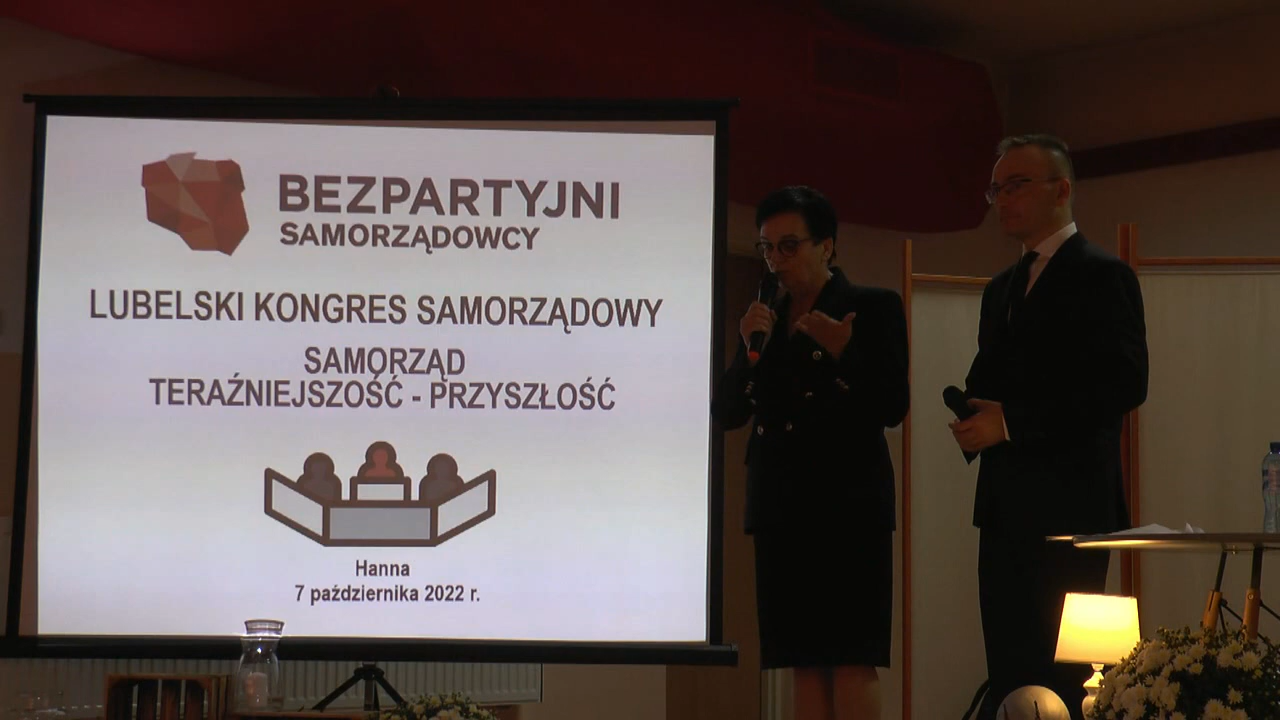 BEZPARTYJNI
SAMORZĄDOWCY
LUBELSKI KONGRES SAMORZĄDOWY
SAMORZĄD
TERAŹNIEJSZOŚĆ - PRZYSZŁOŚĆ
Hanna
7 października 2022 r.